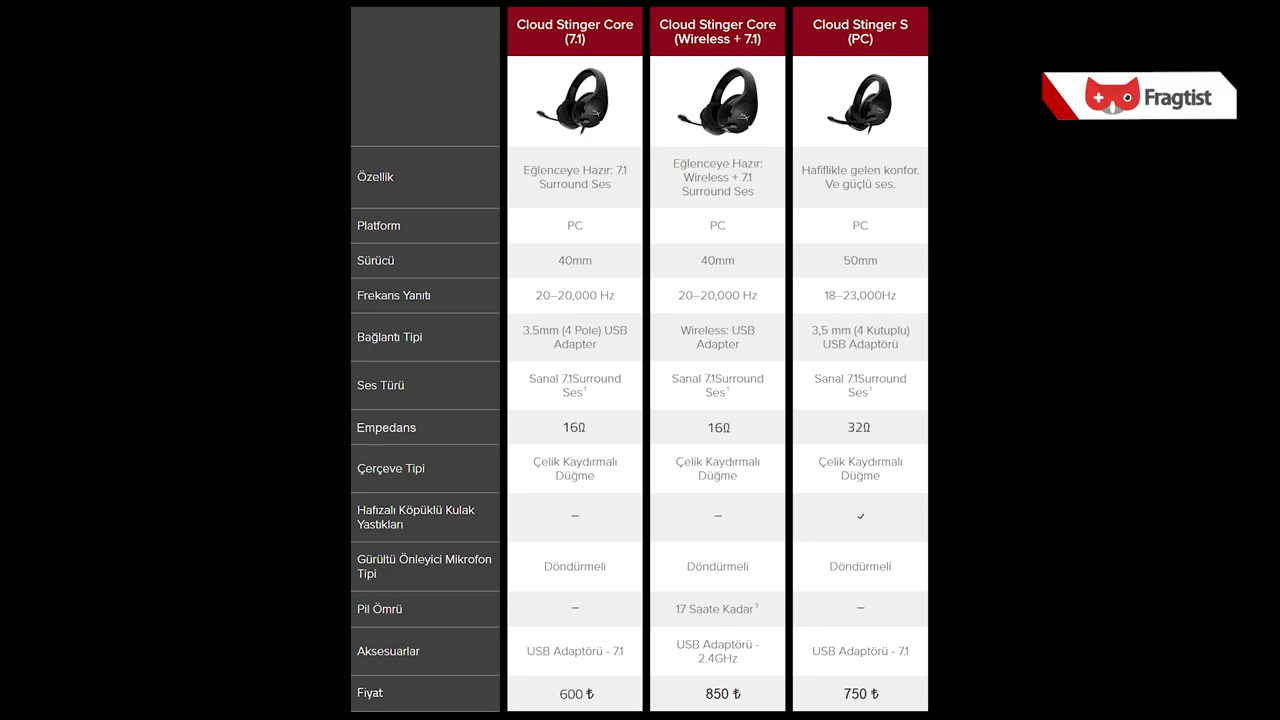 Cloud Stinger Core
(7.1)
Cloud Stinger Core
(Wireless + 7.1)
Cloud Stinger S
(PC)
Fragtist
Özellik
Eğlenceye Hazır: 7.1
Surround Ses
Eğlenceye Hazır:
Wireless + 7.1
Surround Ses
Hafiflikle gelen konfor.
Ve güçlü ses.
Platform
PC
PC
PC
Sürücü
40mm
40mm
50mm
Frekans Yanıtı
20–20,000 Hz
20–20,000 Hz
18–23,000Hz
Bağlantı Tipi
3.5mm (4 Pole) USB
Adapter
Wireless: USB
Adapter
3,5 mm (4 Kutuplu)
USB Adaptörü
Ses Türü
Sanal 7.1Surround
Ses¹
Sanal 7.1Surround
Ses¹
Sanal 7.1Surround
Ses¹
Empedans
16Ω
16Ω
32Ω
Çerçeve Tipi
Çelik Kaydırmalı
Düğme
Çelik Kaydırmalı
Düğme
Çelik Kaydırmalı
Düğme
Hafızalı Köpüklü Kulak
Yastıkları
–
–
✓
Gürültü Önleyici Mikrofon
Tipi
Döndürmeli
Döndürmeli
Döndürmeli
Pil Ömrü
–
17 Saate Kadar³
–
Aksesuarlar
USB Adaptörü - 7.1
USB Adaptörü -
2.4GHz
USB Adaptörü - 7.1
Fiyat
600 ₺
850 ₺
750 ₺